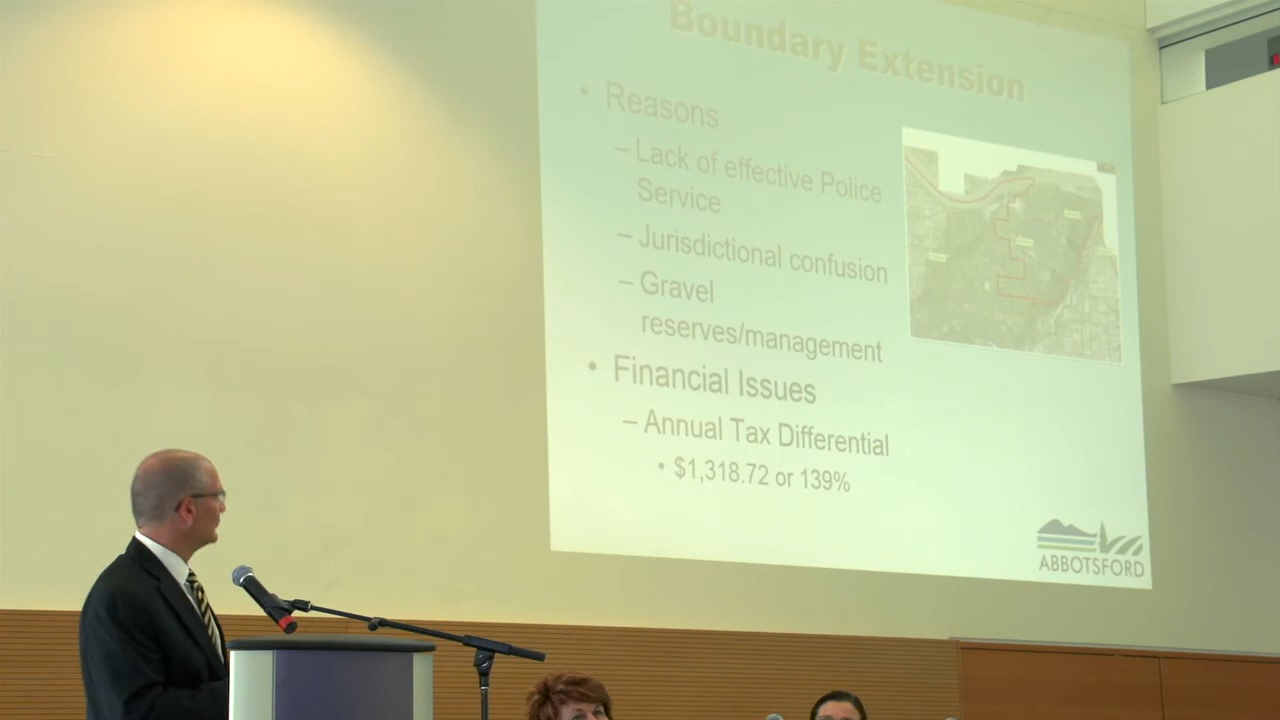 Boundary Extension
• Reasons
– Lack of effective Police
Service
– Jurisdictional confusion
– Gravel
reserves/management
• Financial Issues
– Annual Tax Differential
• $1,318.72 or 139%
ABBOTSFORD